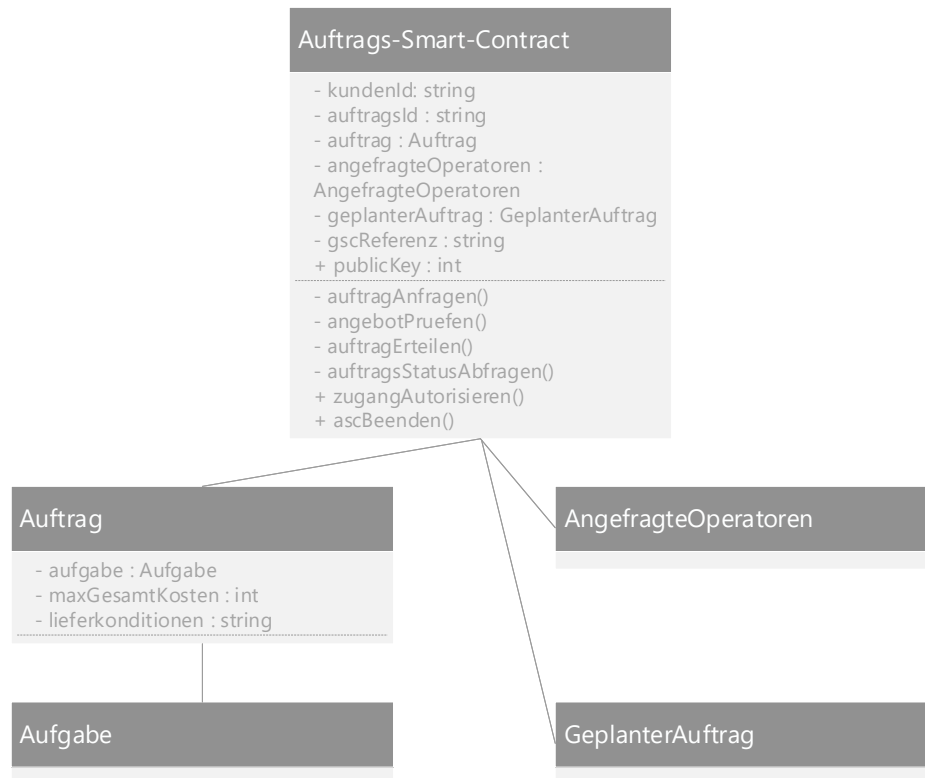 Auftrags-Smart-Contract
- kundenId: string
- auftragsId : string
- auftrag : Auftrag
- angefragteOperatoren :
AngefragteOperatoren
- geplanterAuftrag : GeplanterAuftrag
- gscReferenz : string
+ publicKey : int
- auftragAnfragen()
- angebotPruefen()
- auftragErteilen()
- auftragsStatusAbfragen()
+ zugangAutorisieren()
+ ascBeenden()
Auftrag
- aufgabe : Aufgabe
- maxGesamtKosten : int
- lieferkonditionen : string
AngefragteOperatoren
Aufgabe
GeplanterAuftrag